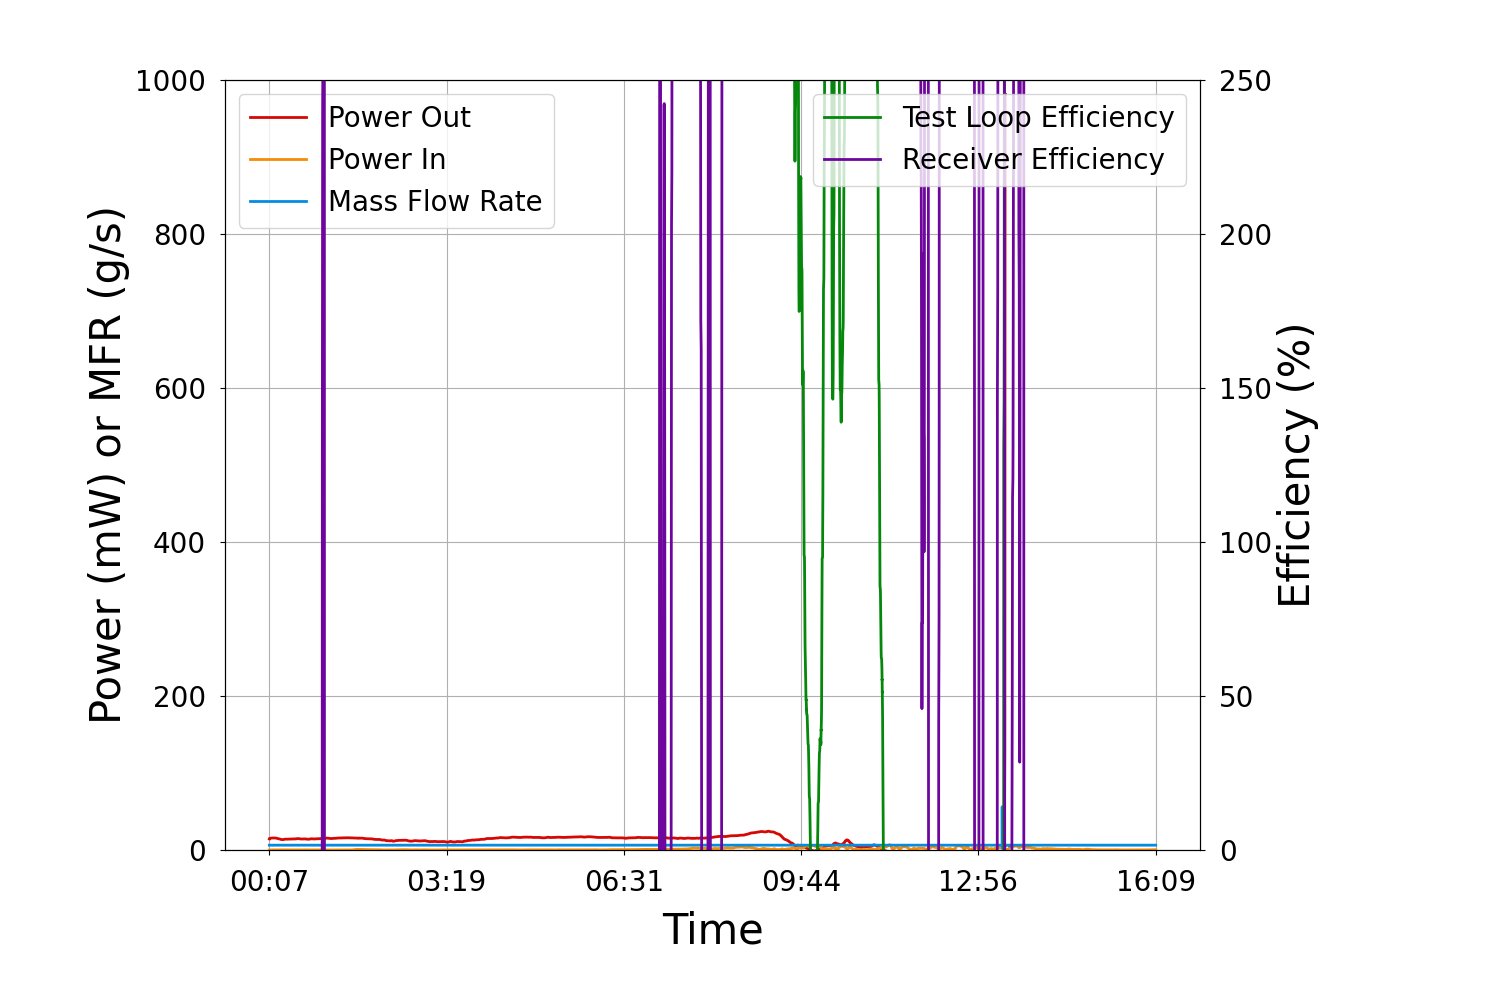 1000
800
600
400
200
0
Power (mW) or MFR (g/s)
Power Out
Power In
Mass Flow Rate
Test Loop Efficiency
Receiver Efficiency
250
200
150
100
50
0
Efficiency (%)
00:07 03:19 06:31 09:44 12:56 16:09
Time